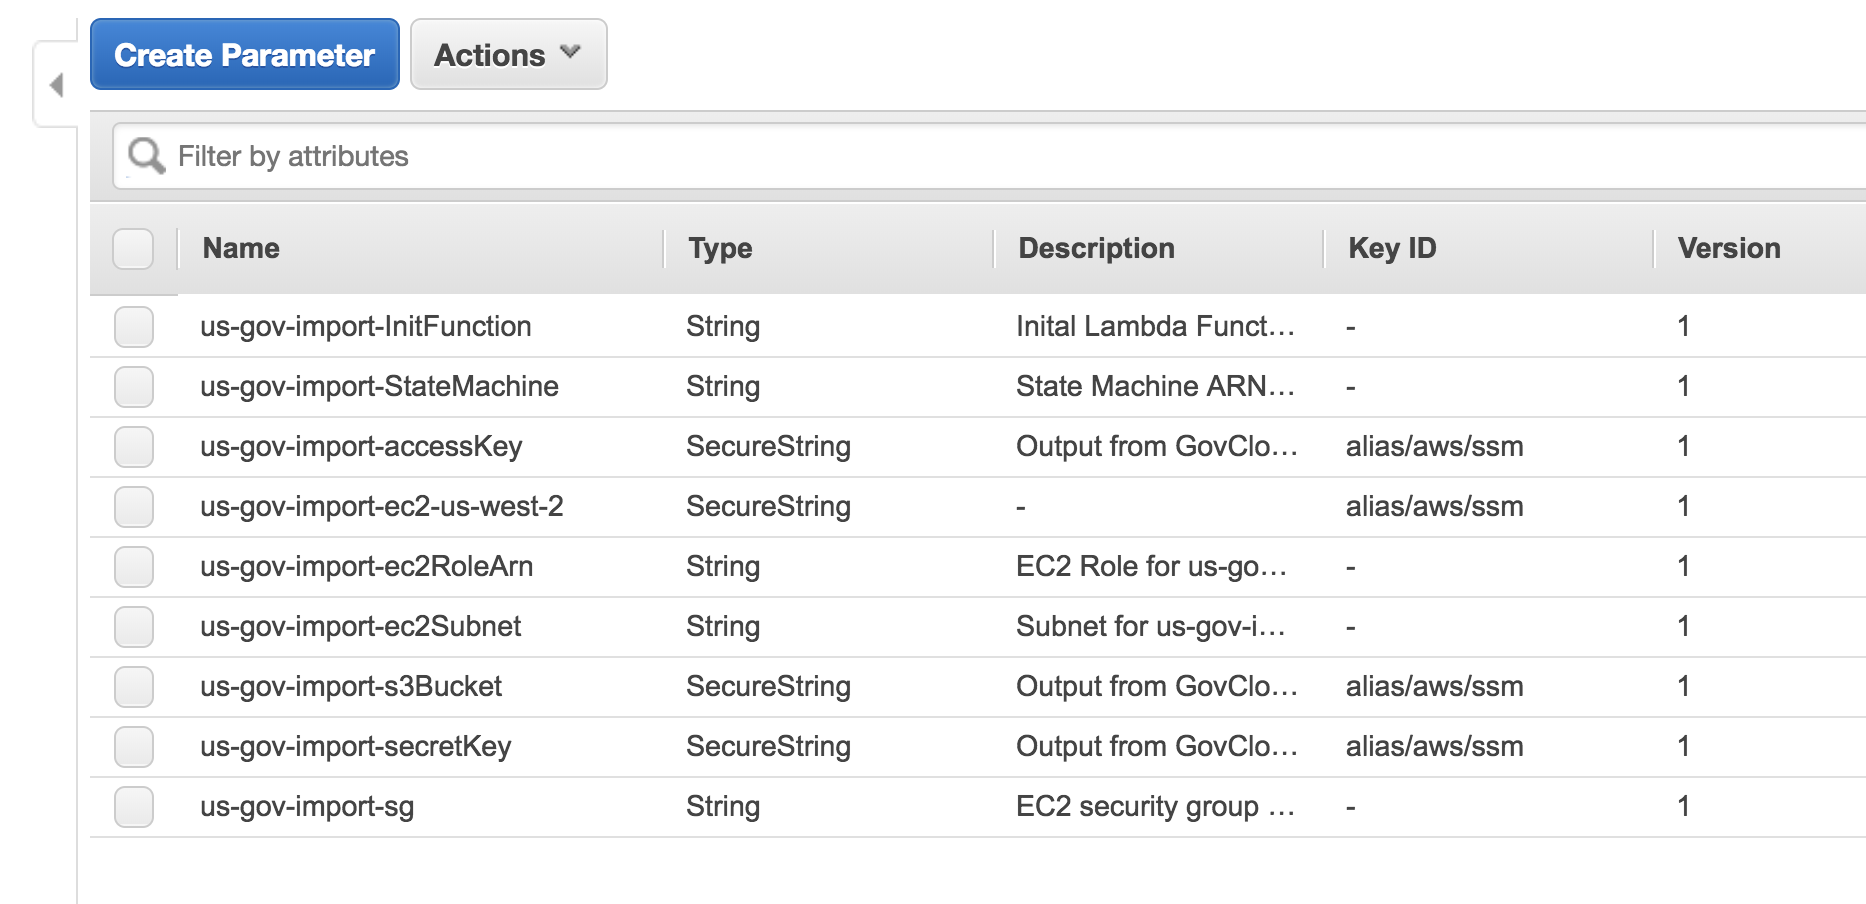 Create Parameter Actions
Filter by attributes
Name Type Description Key ID Version
us-gov-import-InitFunction String Inital Lambda Funct... - 1
us-gov-import-StateMachine String State Machine ARN... - 1
us-gov-import-accessKey SecureString Output from GovClo... alias/aws/ssm 1
us-gov-import-ec2-us-west-2 SecureString - alias/aws/ssm 1
us-gov-import-ec2RoleArn String EC2 Role for us-go... - 1
us-gov-import-ec2Subnet String Subnet for us-gov-i... - 1
us-gov-import-s3Bucket SecureString Output from GovClo... alias/aws/ssm 1
us-gov-import-secretKey SecureString Output from GovClo... alias/aws/ssm 1
us-gov-import-sg String EC2 security group ... - 1